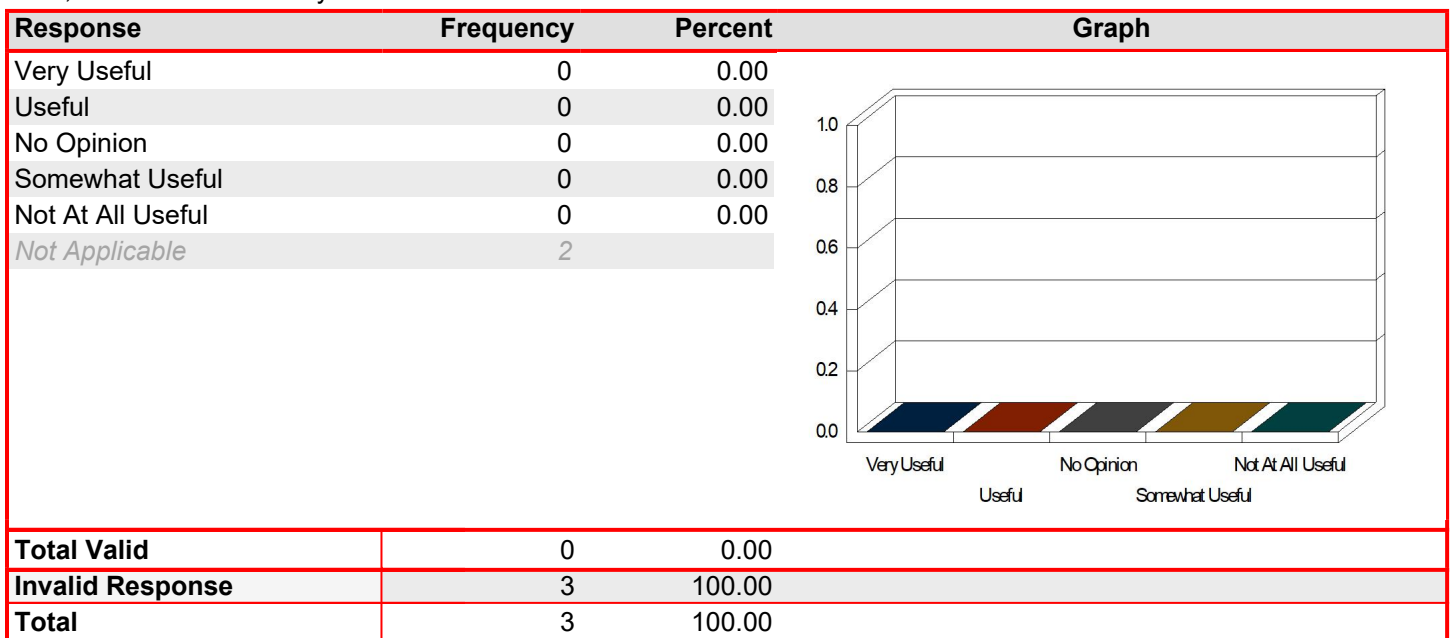 Response Frequency Percent Graph
Very Useful 0 0.00
Useful 0 0.00
No Opinion 0 0.00
Somewhat Useful 0 0.00
Not At All Useful 0 0.00
Not Applicable 2
1.0
0.8
0.6
0.4
0.2
0.0
Very Useful No Opinion Not At All Useful
Useful Somewhat Useful
Total Valid 0 0.00
Invalid Response 3 100.00
Total 3 100.00